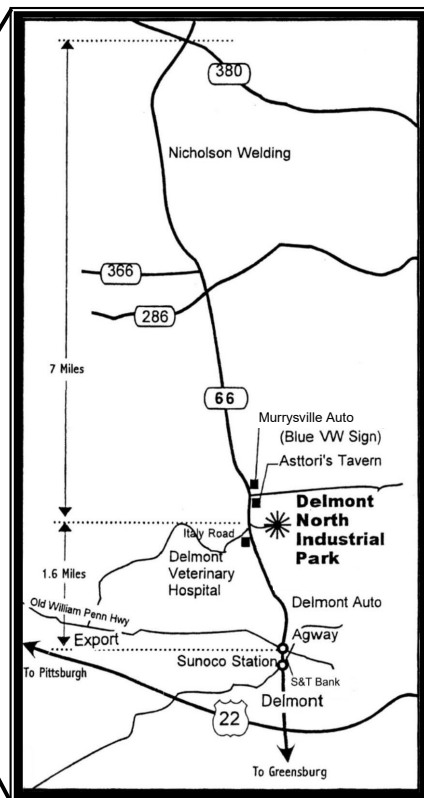 380
Nicholson Welding
366
286
7 Miles
66
Murrysville Auto
(Blue VW Sign)
Asttori's Tavern
Delmont
North
Industrial
Park
Italy Road
Delmont
Veterinary
Hospital
1.6 Miles
Delmont Auto
Old William Penn Hwy
Export
Agway
Sunoco Station
S&T Bank
To Pittsburgh
Delmont
22
To Greensburg